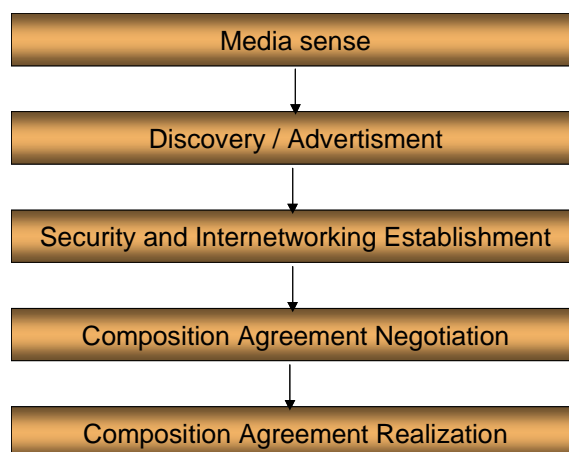 Media sense
Discovery / Advertisment
Security and Internetworking Establishment
Composition Agreement Negotiation
Composition Agreement Realization